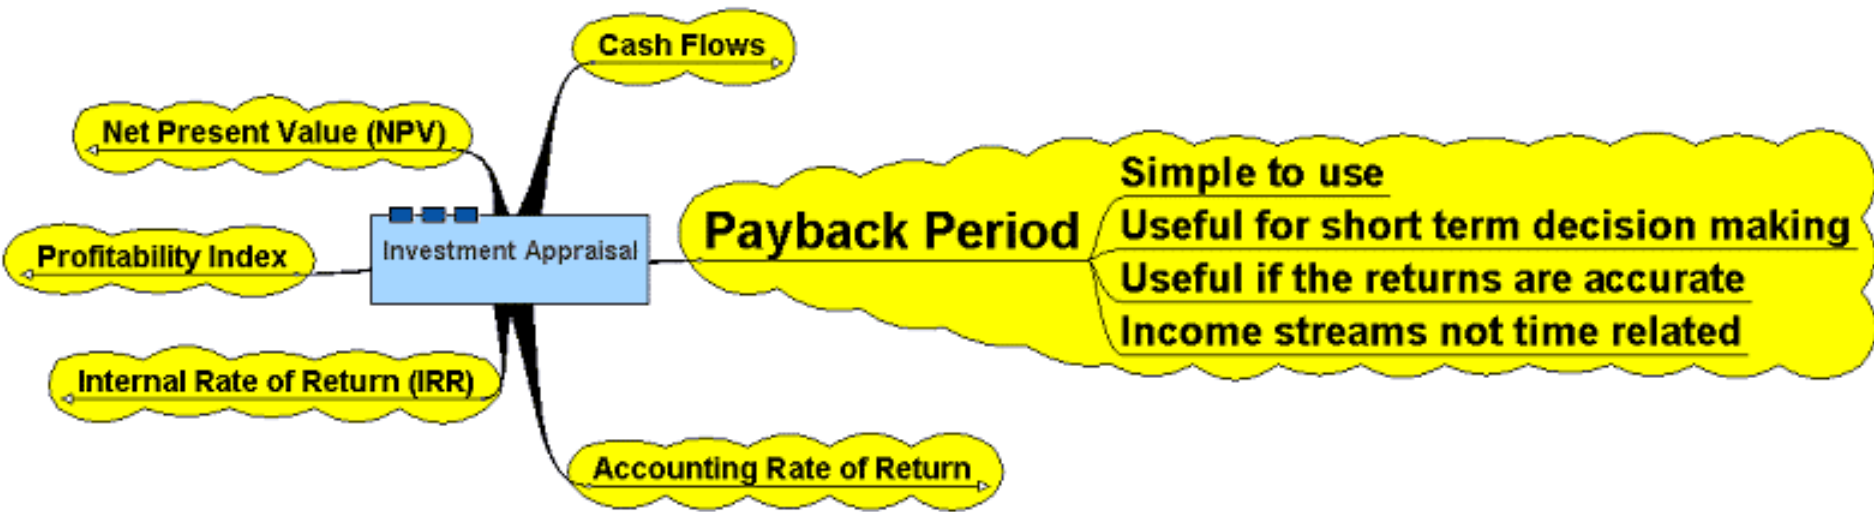 Cash Flows
Net Present Value (NPV)
Simple to use
Payback Period
Useful for short term decision making
Investment Appraisal
Profitability Index
Useful if the returns are accurate
Income streams not time related
Internal Rate of Return (IRR)
Accounting Rate of Return